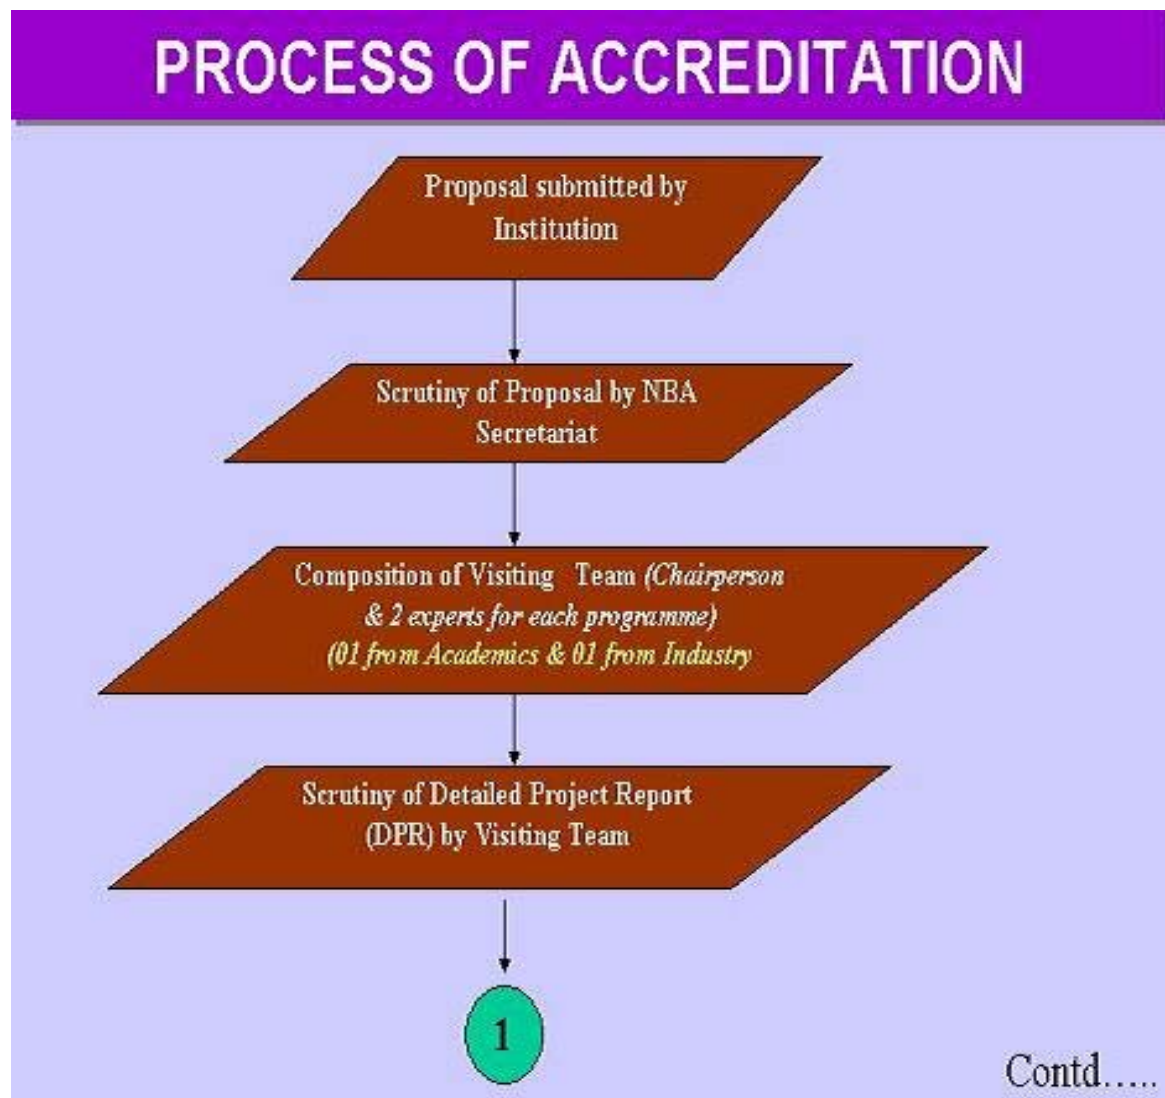 PROCESS OF ACCREDITATION
Proposal submitted by
Institution
Scrutiny of Proposal by NBA
Secretariat
Composition of Visiting Team (Chairperson
& 2 experts for each programme)
(01 from Academics & 01 from Industry
Scrutiny of Detailed Project Report
(DPR) by Visiting Team
1
Contd.....